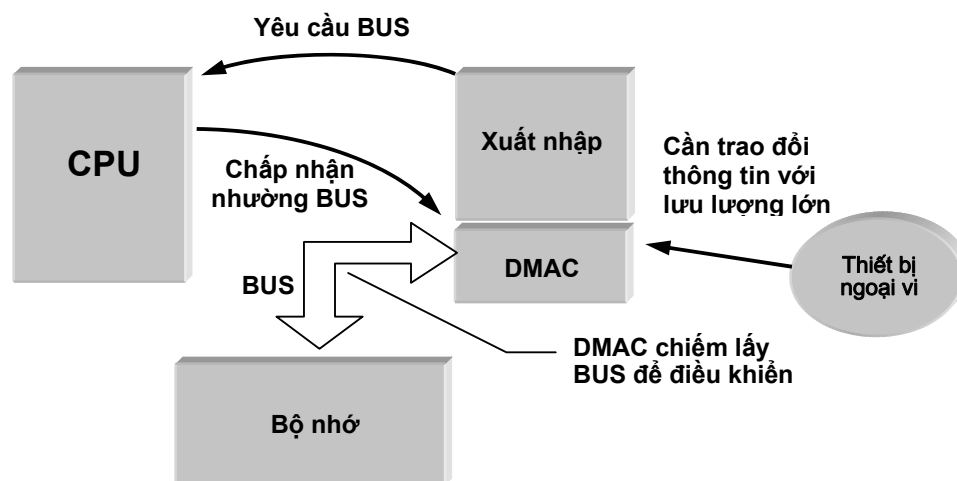 Yêu cầu BUS
CPU
Xuất nhập
Chấp nhận
nhường BUS
Cần trao đổi
thông tin với
lưu lượng lớn
DMAC
Thiết bị
ngoại vi
BUS
DMAC chiếm lấy
BUS để điều khiển
Bộ nhớ